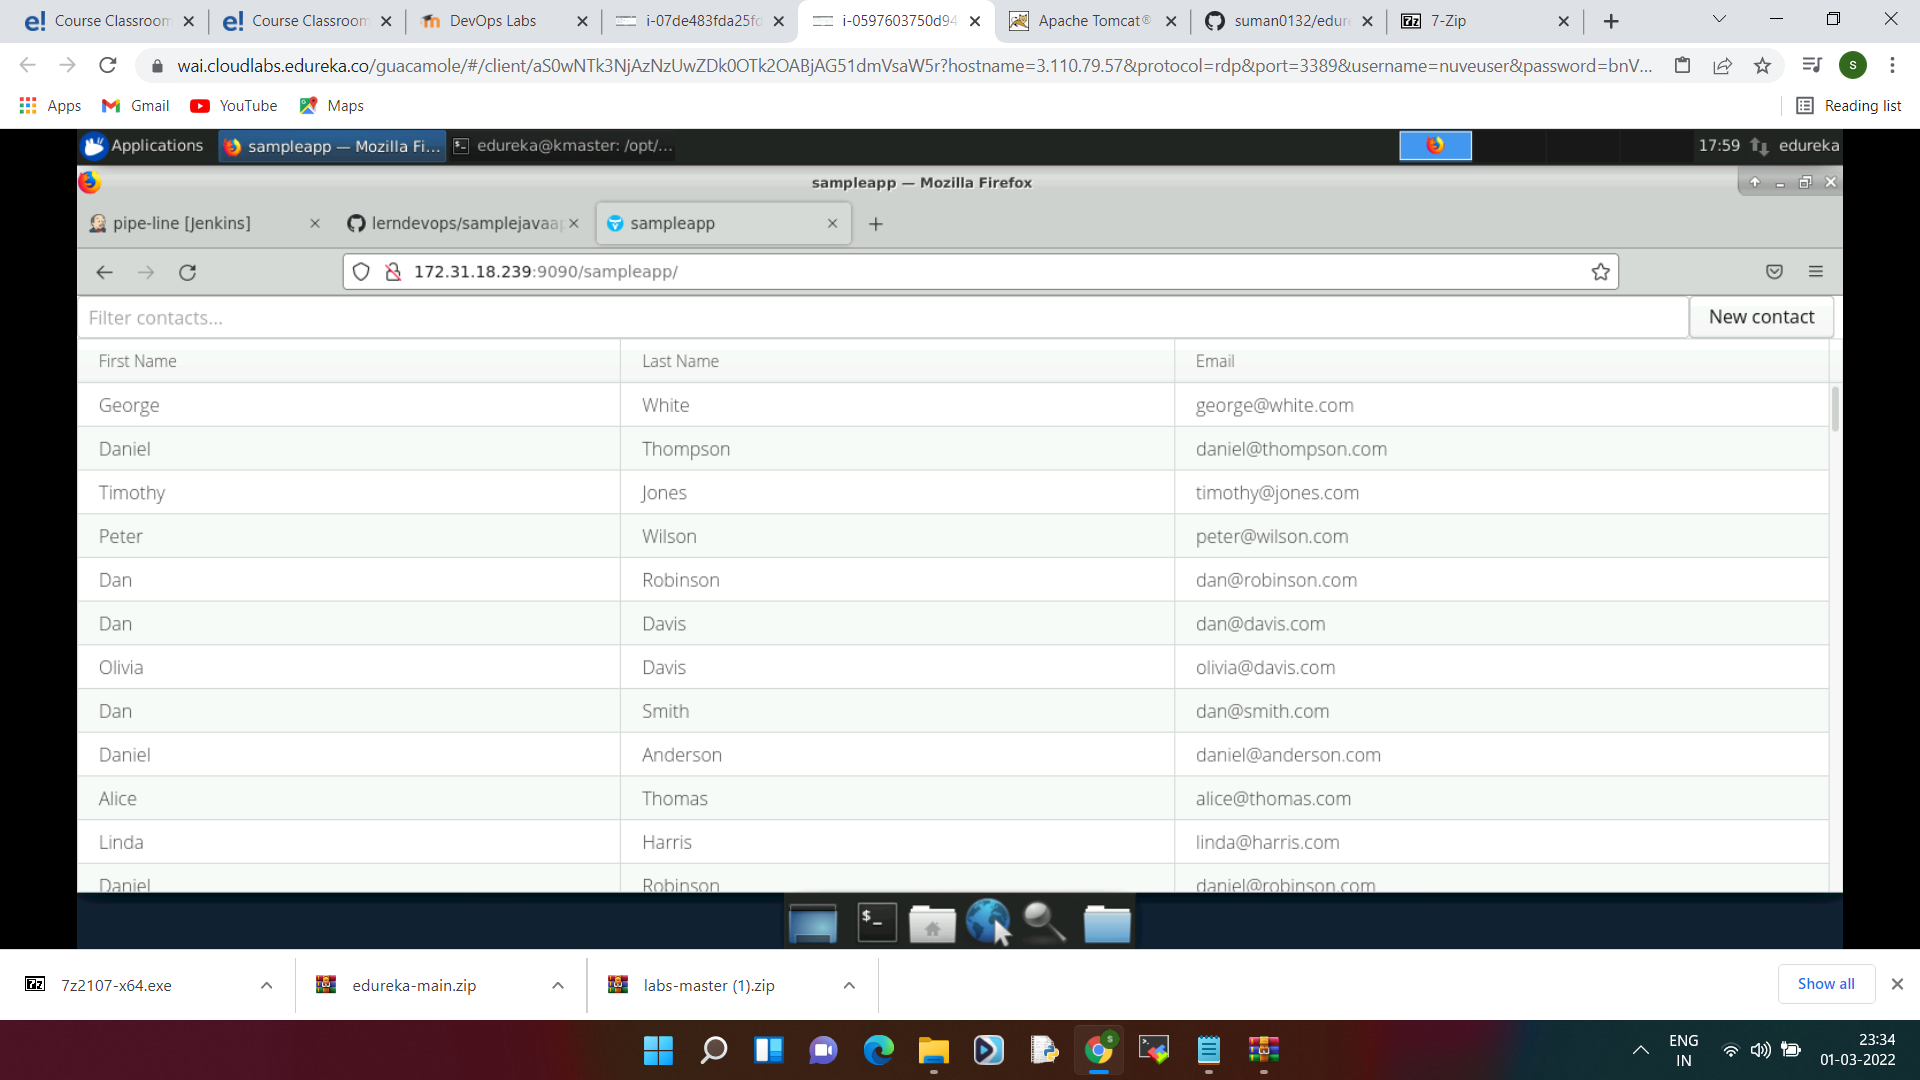 Course Classroom
Course Classroom
DevOps Labs
i-07de483fda25fd
i-0597603750d94
Apache Tomcat®
suman0132/edure
7-Zip
wai.cloudlabs.edureka.co/guacamole/#/client/aS0wNTk3NjAzNzUwZDk0OTk2OABjAG51dmVsaW5r?hostname=3.110.79.57&protocol=rdp&port=3389&username=nuveuser&password=bnV...
S
Apps
Gmail
YouTube
Maps
Reading list
Applications
sampleapp — Mozilla Fi...
edureka@kmaster: /opt/...
17:59
edureka
sampleapp — Mozilla Firefox
pipe-line [Jenkins]
lerndevops/samplejavaap
sampleapp
172.31.18.239:9090/sampleapp/
Filter contacts...
New contact
First Name Last Name Email
George White george@white.com
Daniel Thompson daniel@thompson.com
Timothy Jones timothy@jones.com
Peter Wilson peter@wilson.com
Dan Robinson dan@robinson.com
Dan Davis dan@davis.com
Olivia Davis olivia@davis.com
Dan Smith dan@smith.com
Daniel Anderson daniel@anderson.com
Alice Thomas alice@thomas.com
Linda Harris linda@harris.com
Daniel Robinson daniel@robinson.com
7z2107-x64.exe
edureka-main.zip
labs-master (1).zip
Show all
ENG
IN
23:34
01-03-2022